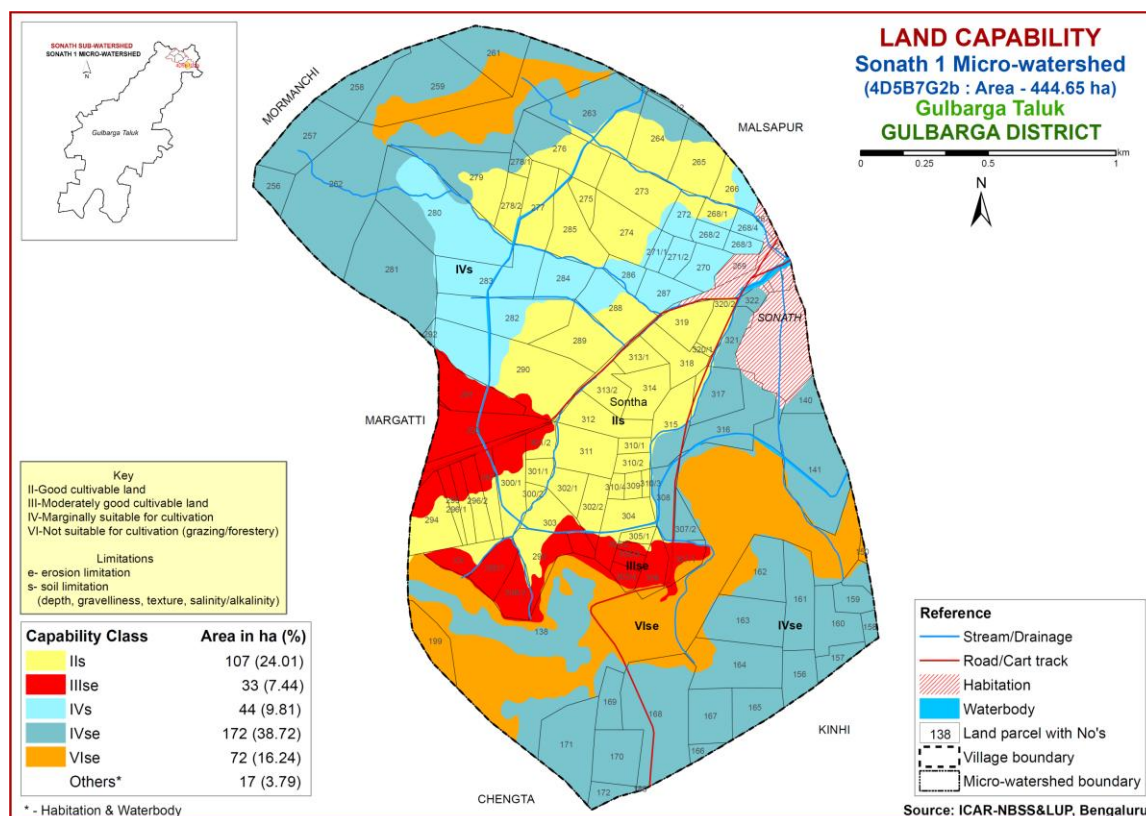 SONATH SUB-WATERSHED
SONATH 1 MICRO-WATERSHED
N
Gulbarga Taluk
LAND CAPABILITY
Sonath 1 Micro-watershed
(4D5B7G2b : Area - 444.65 ha)
Gulbarga Taluk
GULBARGA DISTRICT
km
0 0.25 0.5 1
N
MORMANCHI
MALSAPUR
MARGATTI
KINHI
CHENGTA
261
258
259
263
257
264
276
278/1
265
256
262
279
273
266
280
278/2
277
275
272
268/1
268/4
285
274
268/2
268/3
271/1
271/2
281
IVs
270
269
283
284
286
287
288
322
320/2
SONATH
282
319
292
289
321
320/1
313/1
318
290
313/2
314
317
140
Sontha
312
IIs
315
316
311
310/1
301/1
310/2
141
300/1
296/2
300/2
302/1
310/4
309
310/3
308
296/1
294
303
302/2
304
307/2
305/1
IIIse
162
161
159
138
VIse
163
IVse
160
158
199
164
157
156
169
168
167
165
171
170
166
172
Key
II-Good cultivable land
III-Moderately good cultivable land
IV-Marginally suitable for cultivation
VI-Not suitable for cultivation (grazing/forestery)
Limitations
e- erosion limitation
s- soil limitation
(depth, gravelliness, texture, salinity/alkalinity)
Capability Class Area in ha (%)
IIs 107 (24.01)
IIIse 33 (7.44)
IVs 44 (9.81)
IVse 172 (38.72)
VIse 72 (16.24)
Others* 17 (3.79)
* - Habitation & Waterbody
Reference
Stream/Drainage
Road/Cart track
Habitation
Waterbody
138 Land parcel with No's
Village boundary
Micro-watershed boundary
Source: ICAR-NBSS&LUP, Bengaluru